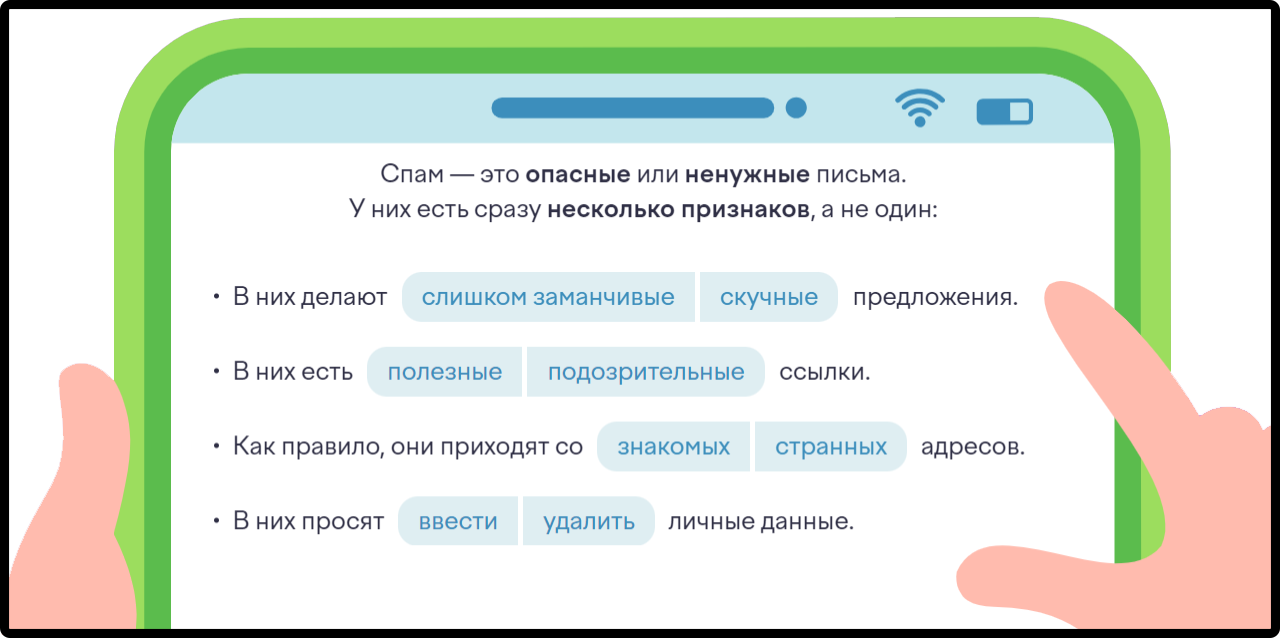 Спам — это опасные или ненужные письма.
У них есть сразу несколько признаков, а не один:
• В них делают слишком заманчивые скучные предложения.
• В них есть полезные подозрительные ссылки.
• Как правило, они приходят со знакомых странных адресов.
• В них просят ввести удалить личные данные.